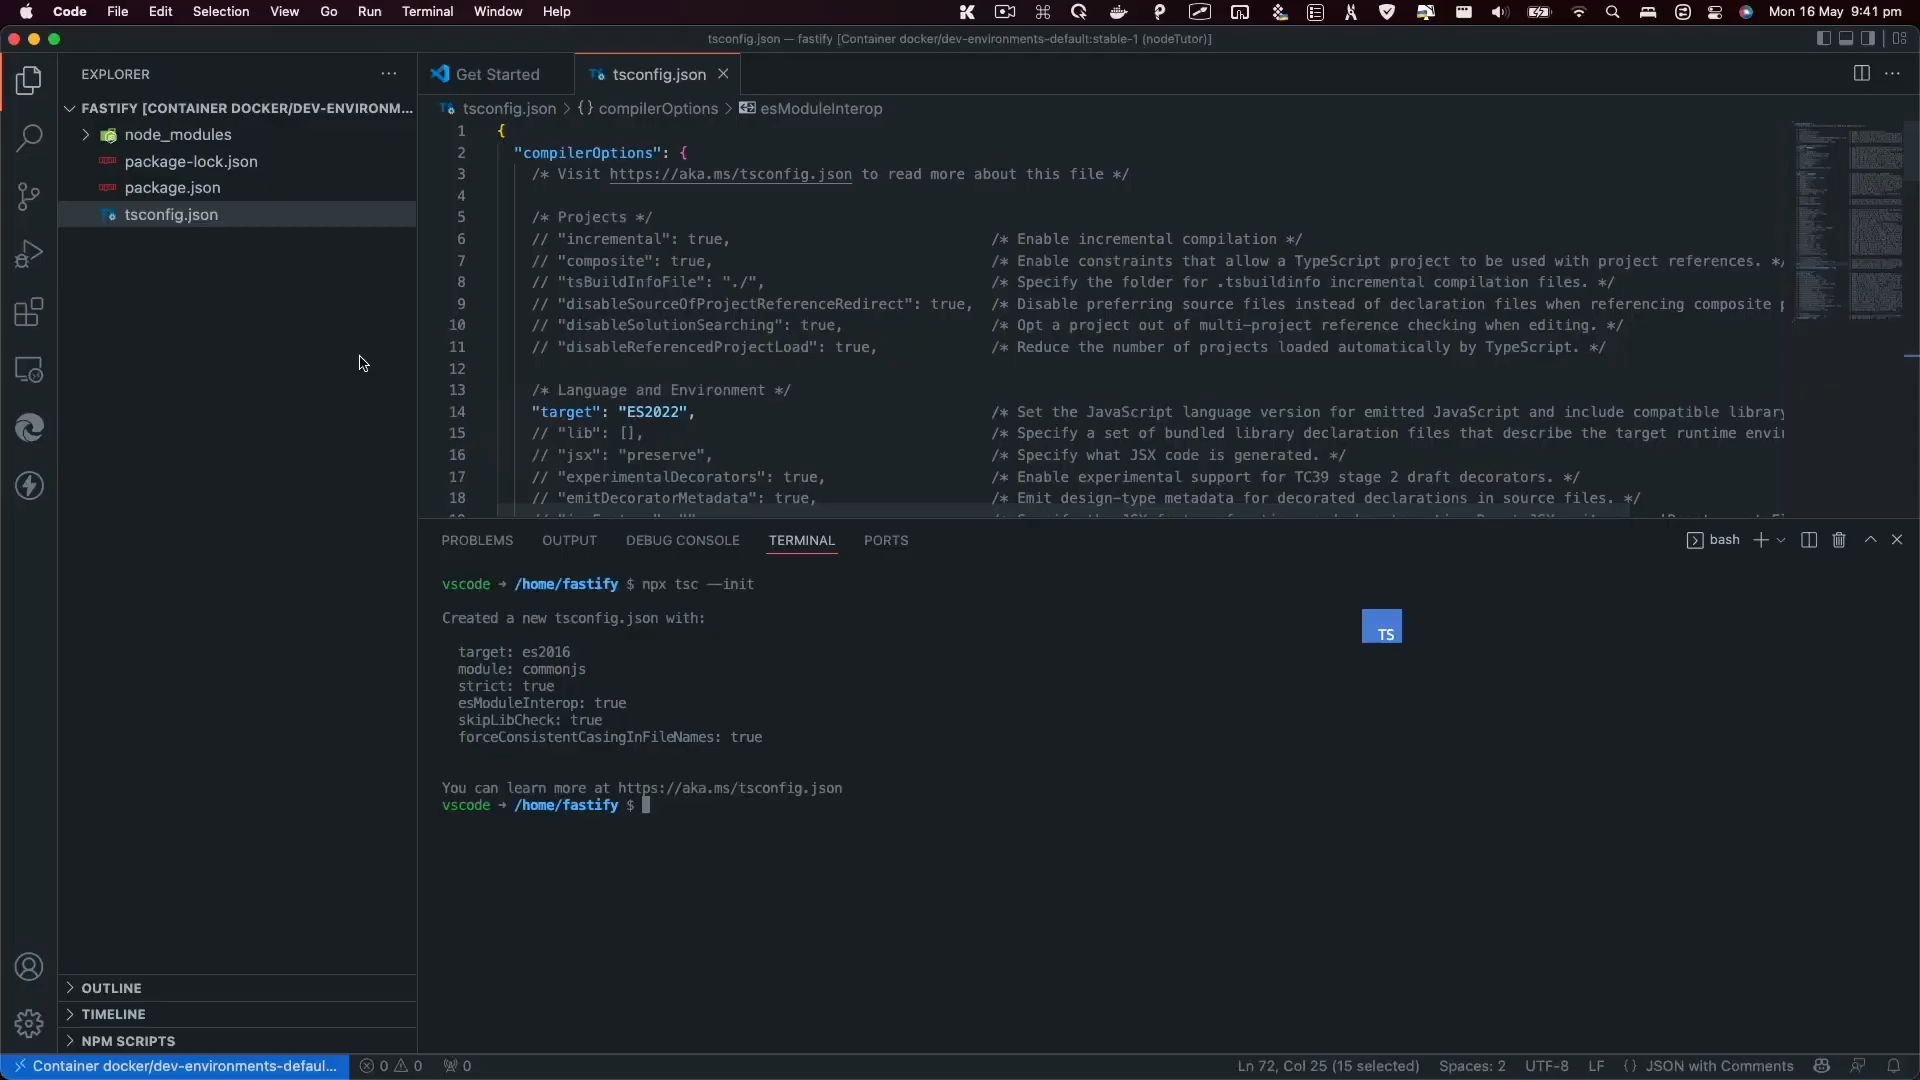 Code File Edit Selection View Go Run Terminal Window Help Mon 16 May 9:41 pm
tsconfig.json — fastify [Container docker/dev-environments-default:stable-1 (nodeTutor)]
EXPLORER
Get Started
tsconfig.json
FASTIFY [CONTAINER DOCKER/DEV-ENVIRONM...
node_modules
package-lock.json
package.json
tsconfig.json
tsconfig.json > {} compilerOptions > esModuleInterop
1 {
2 "compilerOptions": {
3 /* Visit https://aka.ms/tsconfig.json to read more about this file */
4
5 /* Projects */
6 // "incremental": true, /* Enable incremental compilation */
7 // "composite": true, /* Enable constraints that allow a TypeScript project to be used with project references. */
8 // "tsBuildInfoFile": "./", /* Specify the folder for .tsbuildinfo incremental compilation files. */
9 // "disableSourceOfProjectReferenceRedirect": true, /* Disable preferring source files instead of declaration files when referencing composite p
10 // "disableSolutionSearching": true, /* Opt a project out of multi-project reference checking when editing. */
11 // "disableReferencedProjectLoad": true, /* Reduce the number of projects loaded automatically by TypeScript. */
12
13 /* Language and Environment */
14 "target": "ES2022", /* Set the JavaScript language version for emitted JavaScript and include compatible library
15 // "lib": [], /* Specify a set of bundled library declaration files that describe the target runtime envir
16 // "jsx": "preserve", /* Specify what JSX code is generated. */
17 // "experimentalDecorators": true, /* Enable experimental support for TC39 stage 2 draft decorators. */
18 // "emitDecoratorMetadata": true, /* Emit design-type metadata for decorated declarations in source files. */
PROBLEMS OUTPUT DEBUG CONSOLE TERMINAL PORTS bash
vscode → /home/fastify $ npx tsc --init
Created a new tsconfig.json with:
TS
target: es2016
module: commonjs
strict: true
esModuleInterop: true
skipLibCheck: true
forceConsistentCasingInFileNames: true
You can learn more at https://aka.ms/tsconfig.json
vscode → /home/fastify $
OUTLINE
TIMELINE
NPM SCRIPTS
Container docker/dev-environments-defaul... 0 0 0 Ln 72, Col 25 (15 selected) Spaces: 2 UTF-8 LF {} JSON with Comments